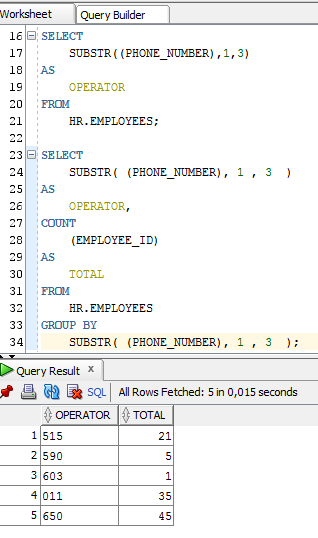 Worksheet Query Builder
16 SELECT
17 SUBSTR((PHONE_NUMBER),1,3)
18 AS
19 OPERATOR
20 FROM
21 HR.EMPLOYEES;
22
23 SELECT
24 SUBSTR( (PHONE_NUMBER), 1 , 3 )
25 AS
26 OPERATOR,
27 COUNT
28 (EMPLOYEE_ID)
29 AS
30 TOTAL
31 FROM
32 HR.EMPLOYEES
33 GROUP BY
34 SUBSTR( (PHONE_NUMBER), 1 , 3 );
Query Result x
SQL All Rows Fetched: 5 in 0,015 seconds
OPERATOR TOTAL
1 515 21
2 590 5
3 603 1
4 011 35
5 650 45